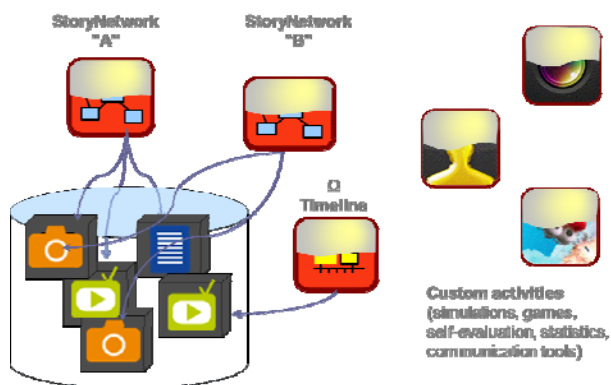 StoryNetwork
"A"
StoryNetwork
"B"
Ω
Timeline
Custom activities
(simulations, games,
self-evaluation, statistics,
communication tools)